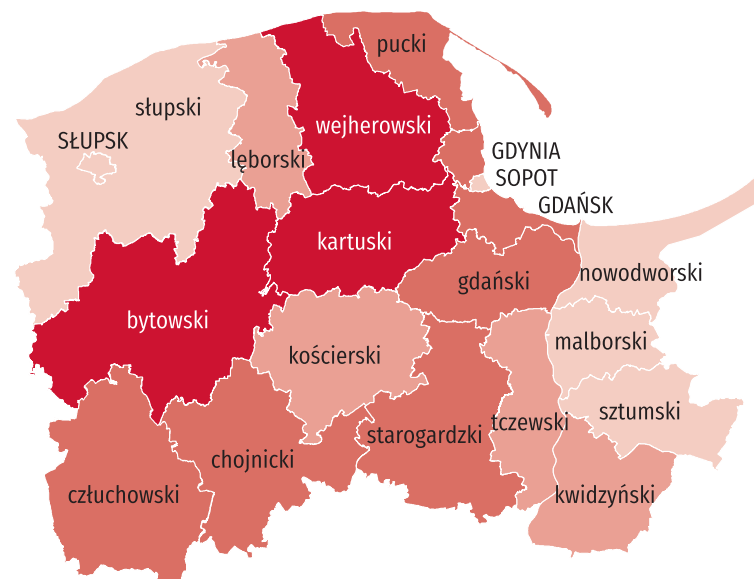 pucki
słupski
wejherowski
SŁUPSK
lęborski
GDYNIA
SOPOT
GDAŃSK
kartuski
gdański
nowodworski
bytowski
malborski
kościerski
sztumski
tczewski
starogardzki
chojnicki
człuchowski
kwidzyński